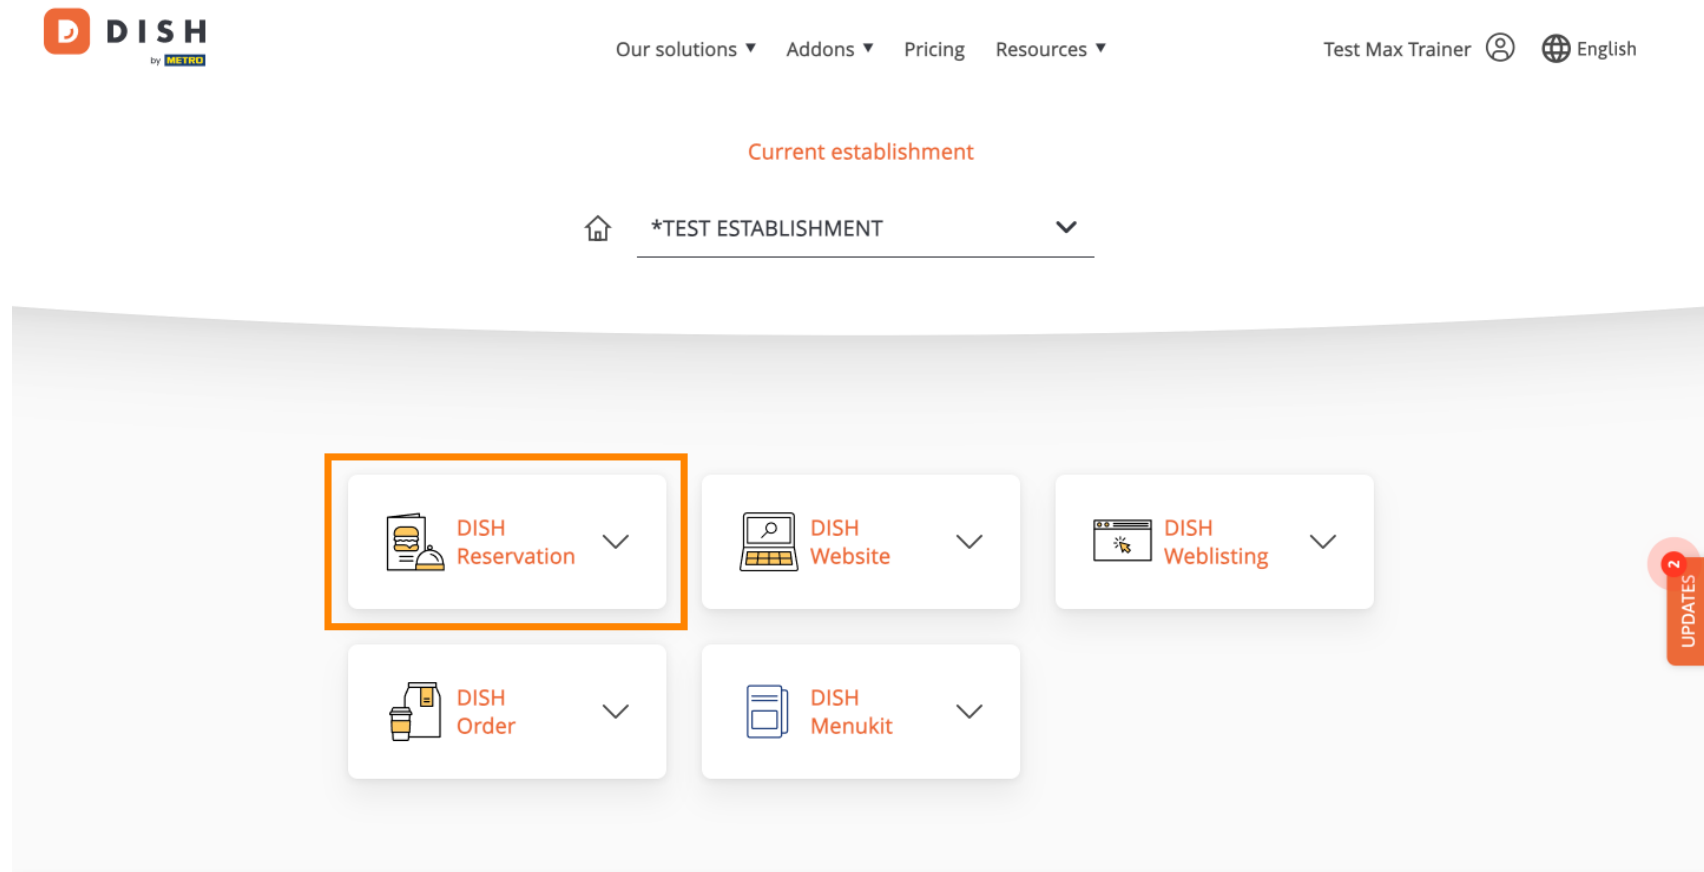 DISH
by METRO
Our solutions ▼ Addons ▼ Pricing Resources ▼ Test Max Trainer English
Current establishment
*TEST ESTABLISHMENT
DISH
Reservation
DISH
Website
DISH
Weblisting
2
UPDATES
DISH
Order
DISH
Menukit